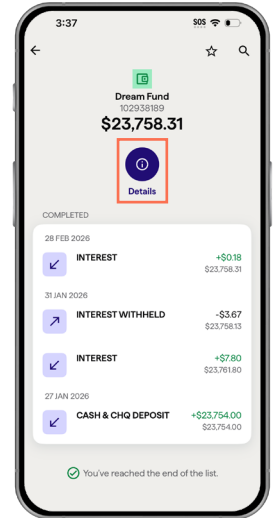 3:37 SOS
Dream Fund
102938189
$23,758.31
Details
COMPLETED
28 FEB 2026
INTEREST +$0.18
$23,758.31
31 JAN 2026
INTEREST WITHHELD -$3.67
$23,758.13
INTEREST +$7.80
$23,761.80
27 JAN 2026
CASH & CHQ DEPOSIT +$23,754.00
$23,754.00
You've reached the end of the list.